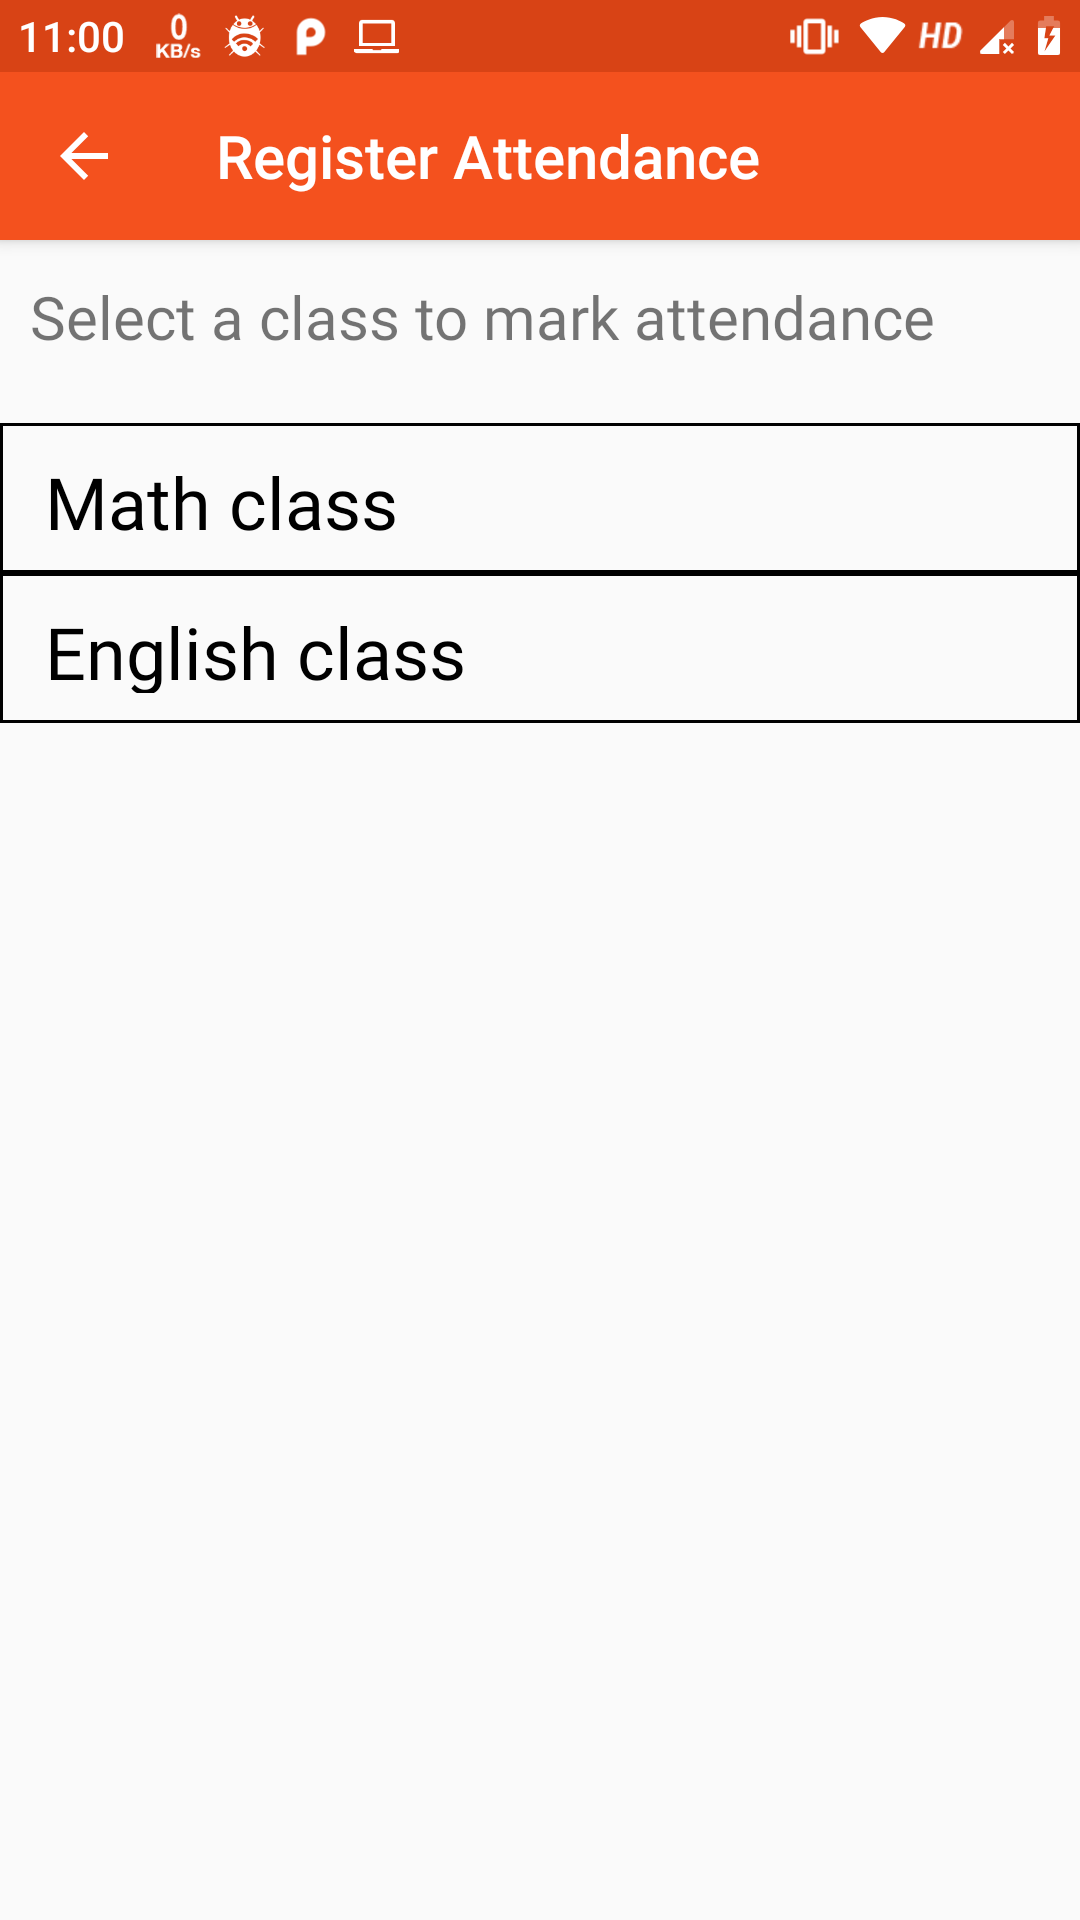 11:00 0 KB/s HD
Register Attendance
Select a class to mark attendance
Math class
English class